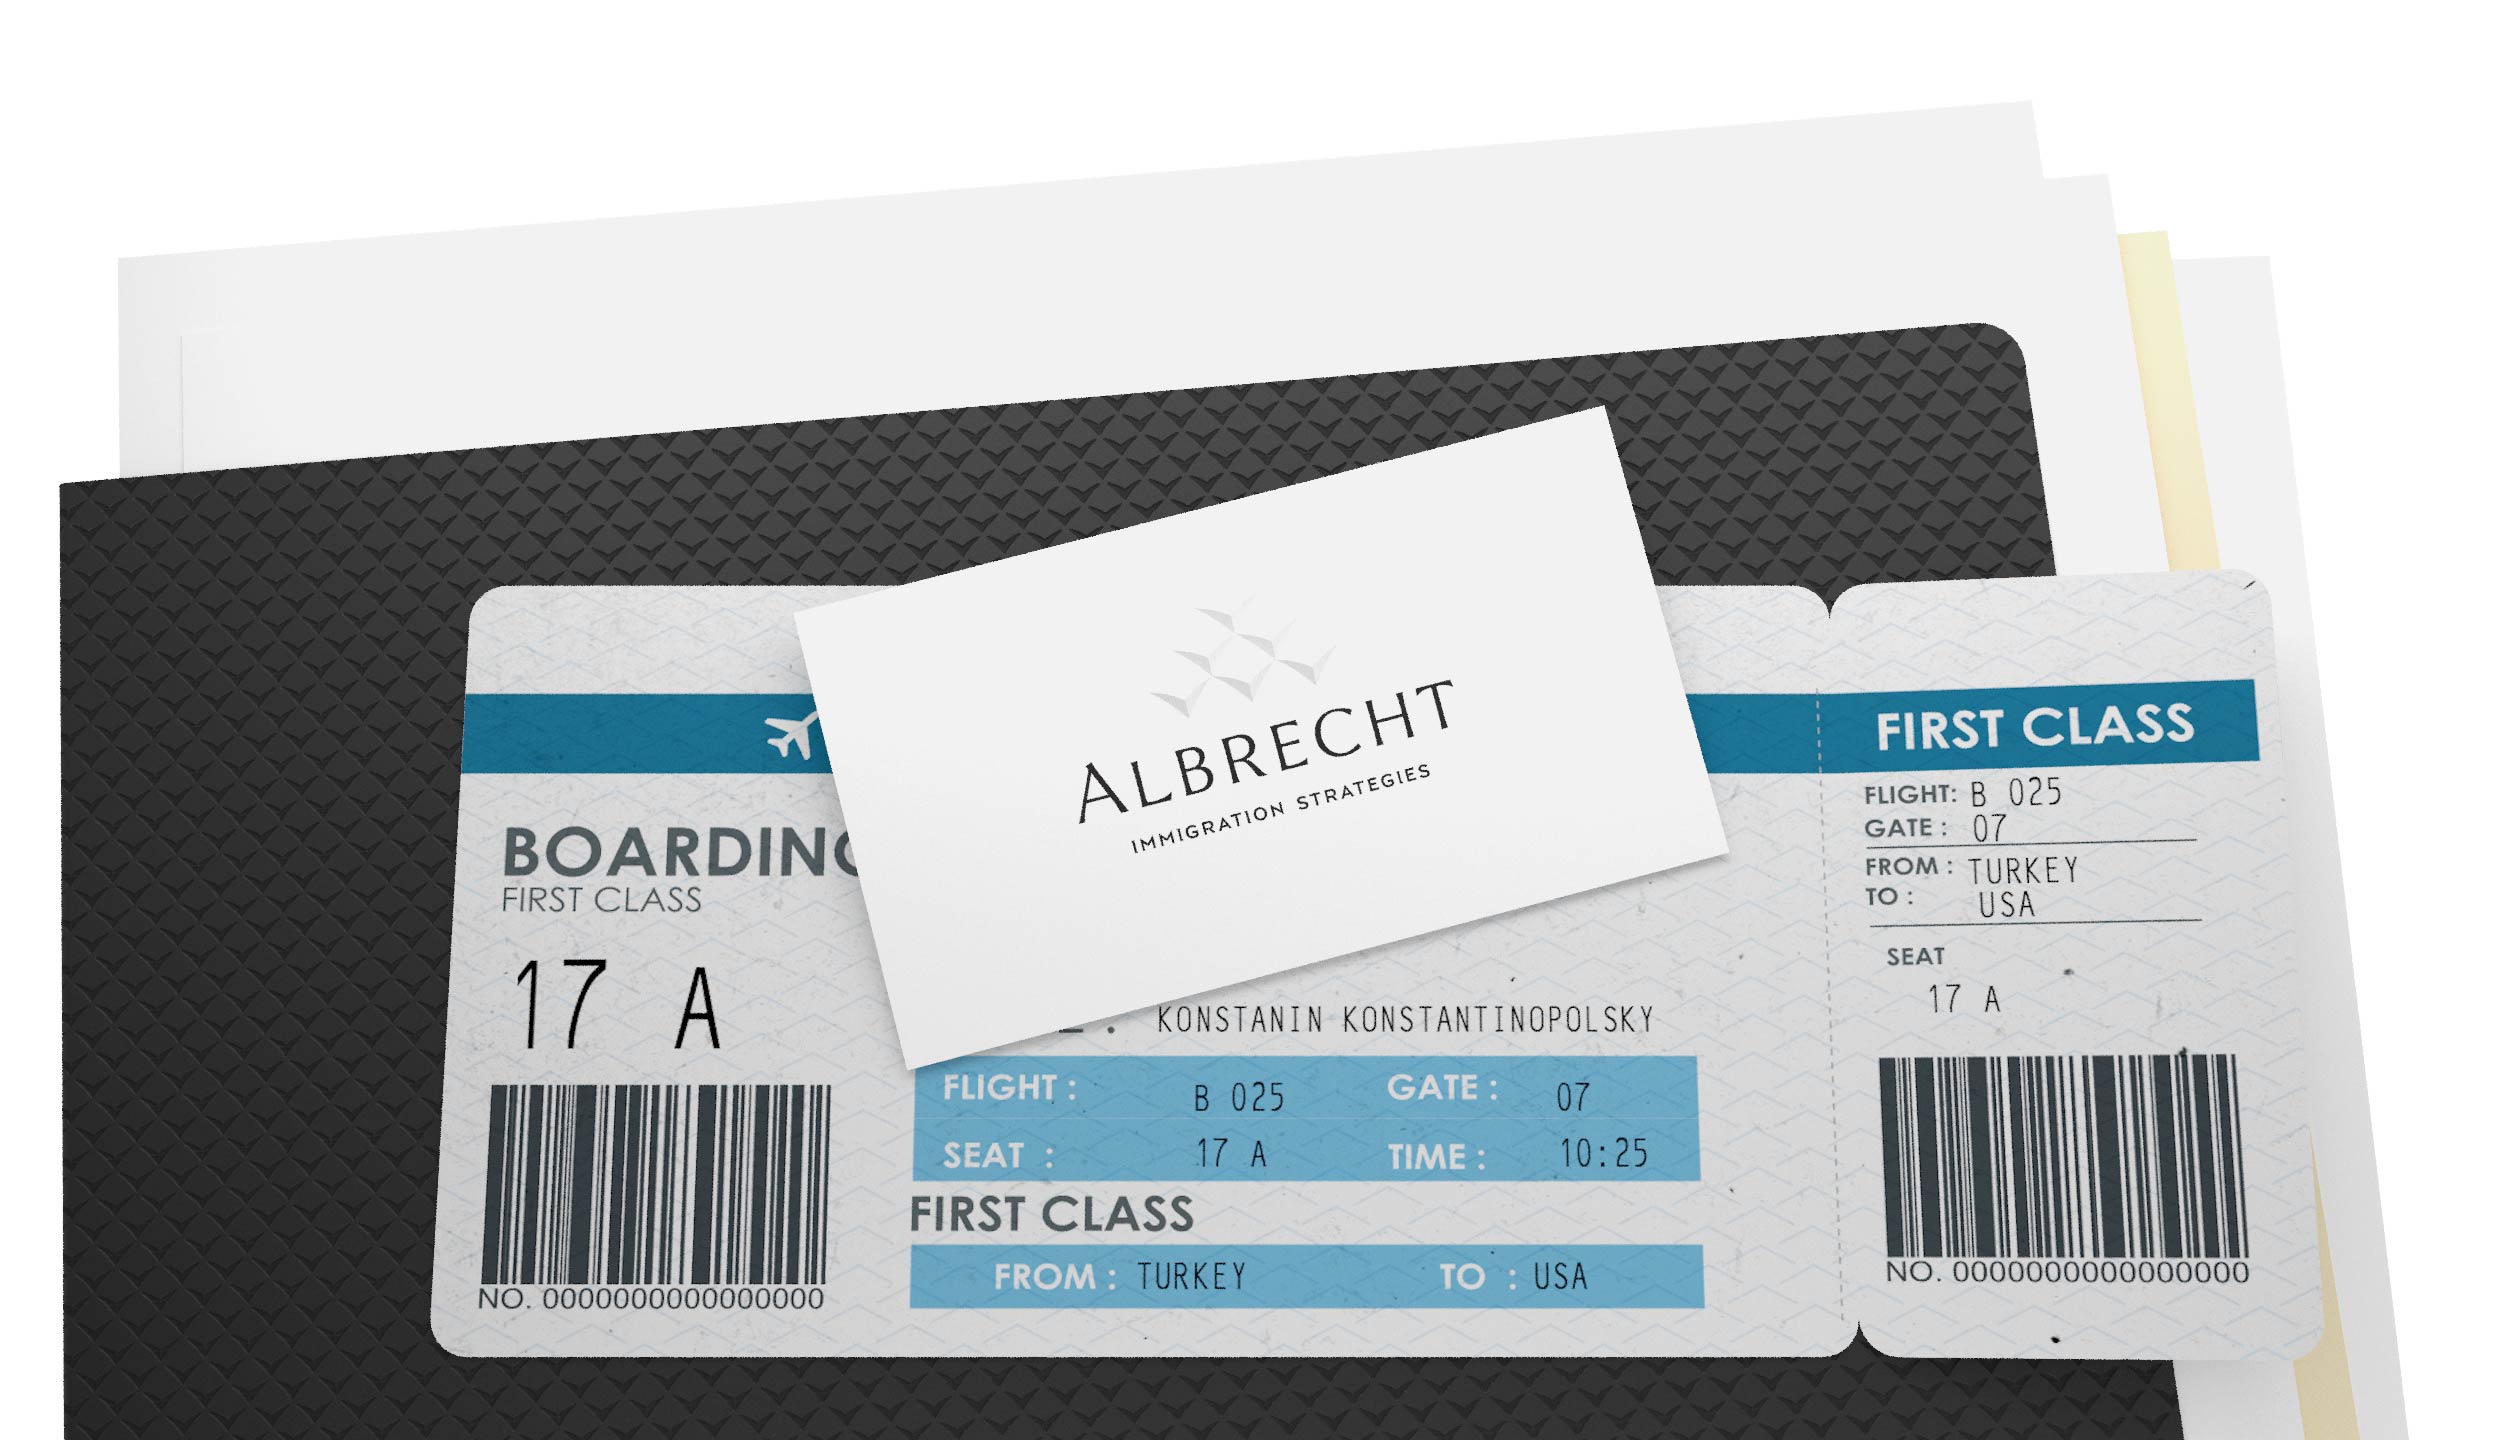 ALBRECHT
IMMIGRATION STRATEGIES
BOARDING
FIRST CLASS
17 A
NO. 0000000000000000
KONSTANIN KONSTANTINOPOLSKY
FLIGHT : B 025 GATE : 07
SEAT : 17 A TIME : 10:25
FIRST CLASS
FROM : TURKEY TO : USA
FIRST CLASS
FLIGHT: B 025
GATE : 07
FROM : TURKEY
TO : USA
SEAT
17 A
NO. 0000000000000000